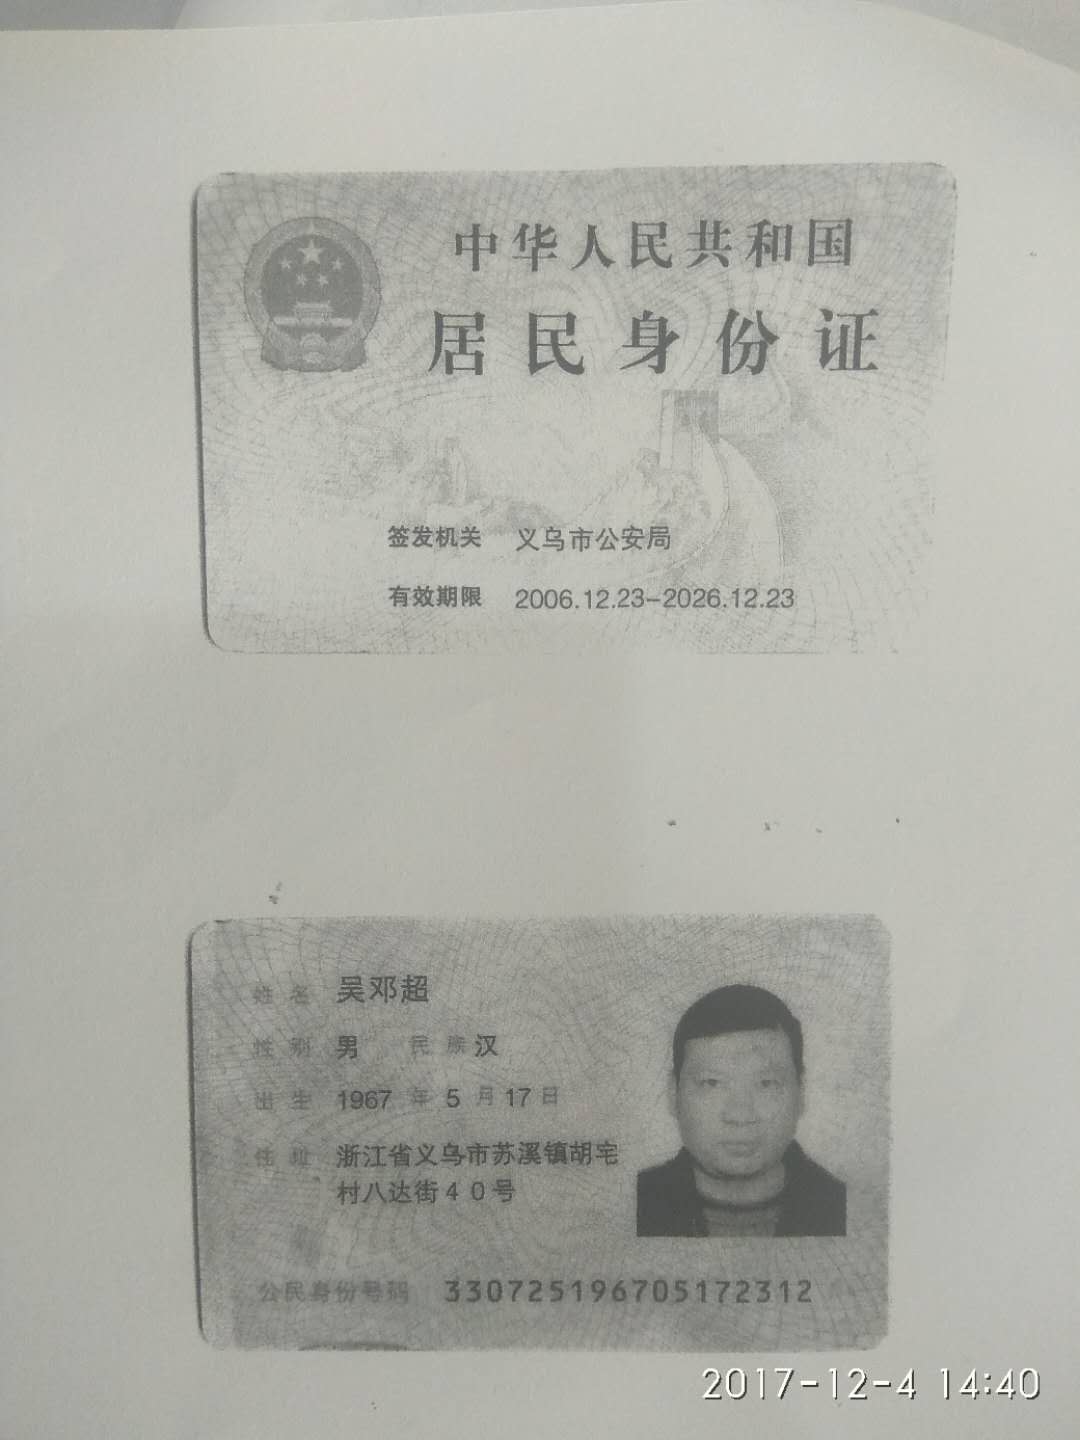 中华人民共和国
居民身份证
签发机关 义乌市公安局
有效期限 2006.12.23-2026.12.23
姓名 吴邓超
性别 男 民族 汉
出生 1967 年 5 月 17 日
住址 浙江省义乌市苏溪镇胡宅
村八达街40号
公民身份号码 330725196705172312
2017-12-4 14:40